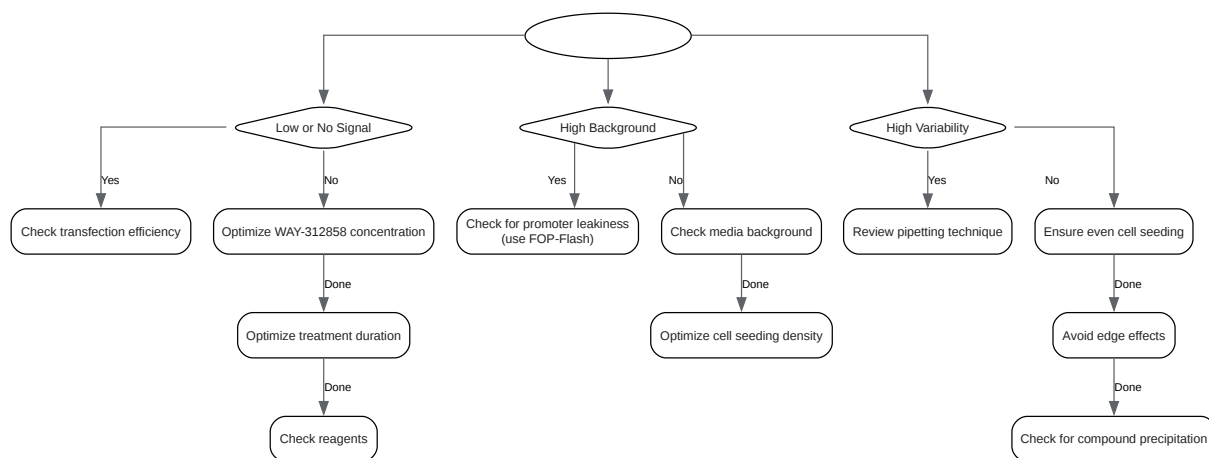 Low or No Signal
High Background
High Variability
Yes
No
Yes
No
Yes
No
Check transfection efficiency
Optimize WAY-312858 concentration
Check for promoter leakiness
(use FOP-Flash)
Check media background
Review pipetting technique
Ensure even cell seeding
Done
Done
Done
Optimize treatment duration
Optimize cell seeding density
Avoid edge effects
Done
Done
Check reagents
Check for compound precipitation